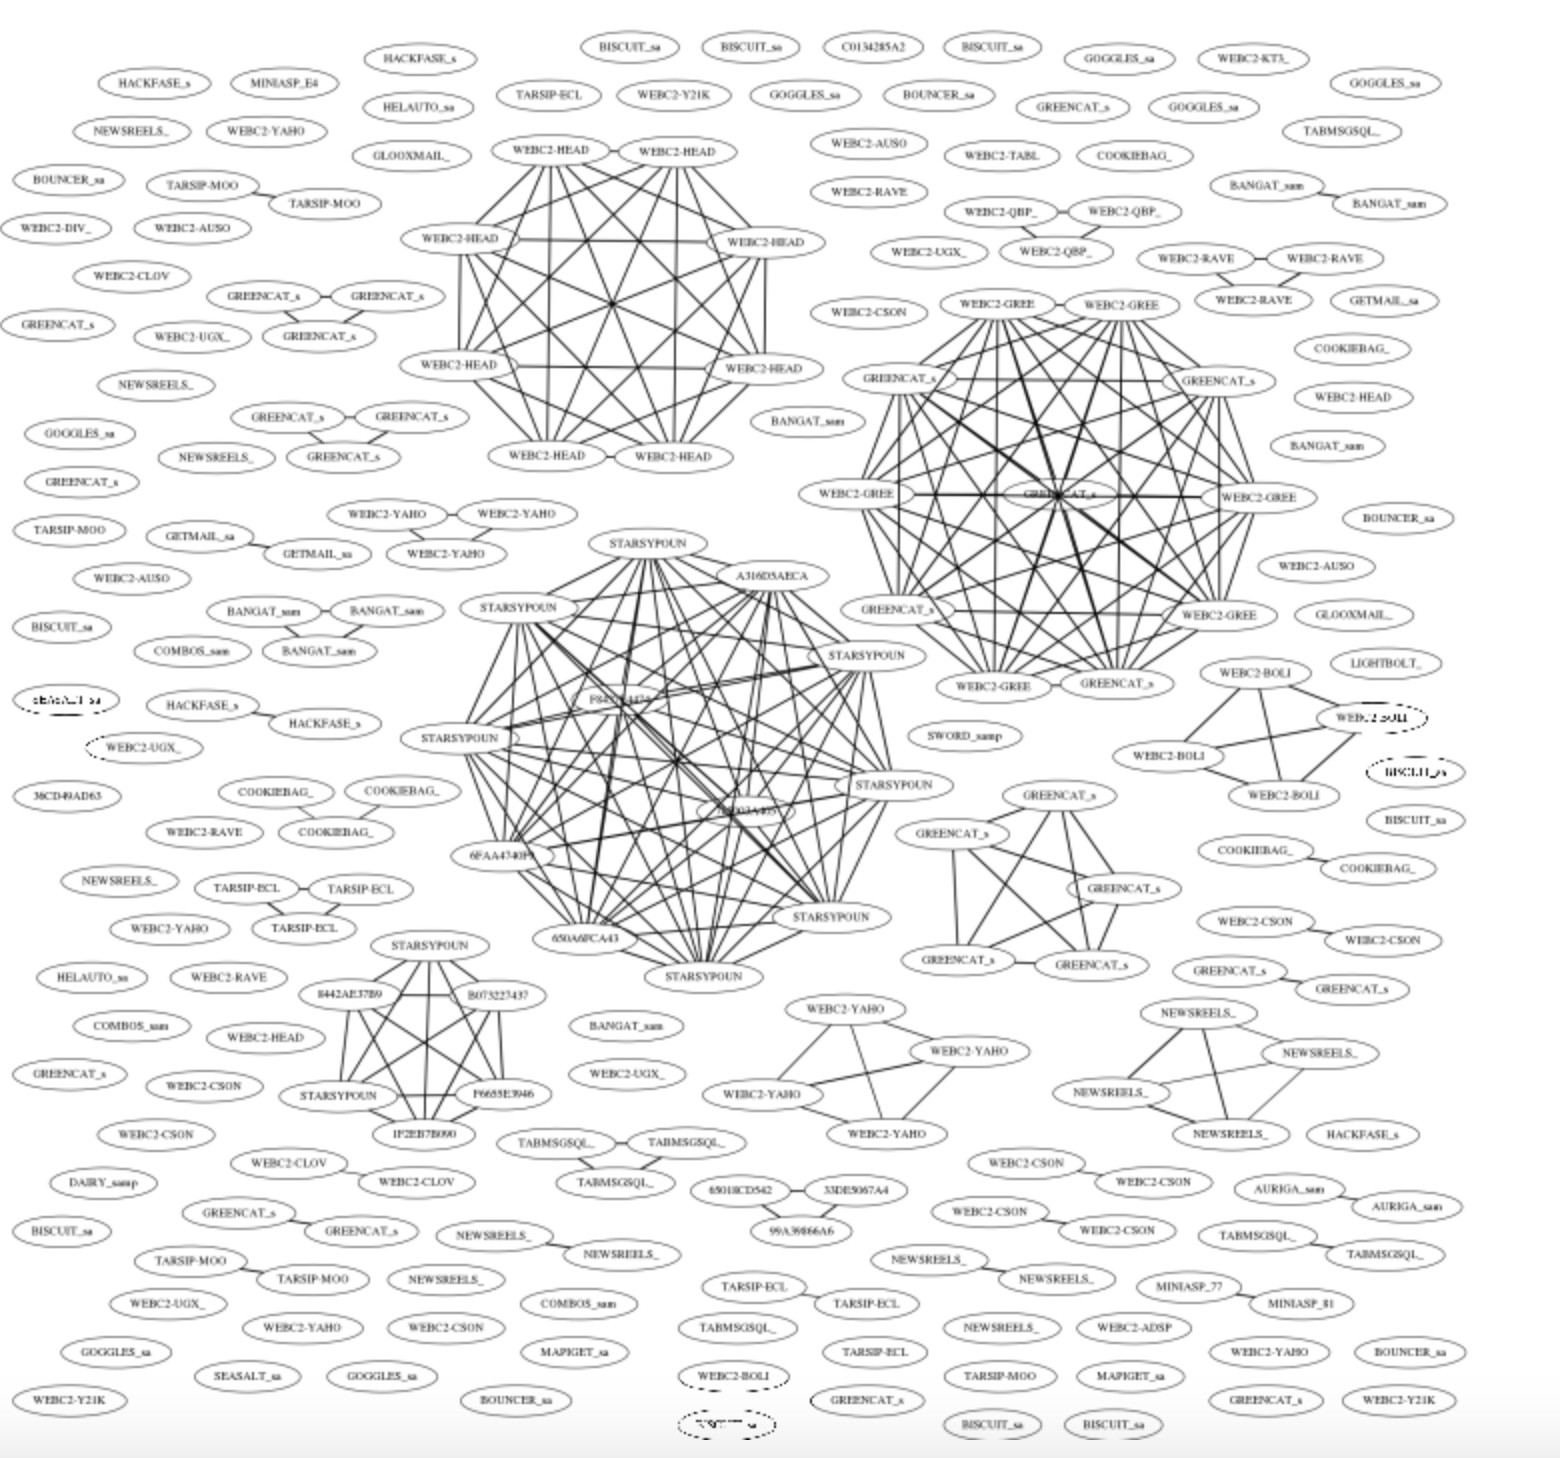 BISCUIT_sa
BISCUIT_sa
C0134285A2
BISCUIT_sa
HACKFASE_s
GOGGLES_sa
WEBC2-KT3_
HACKFASE_s
MINIASP_E4
GOGGLES_sa
TARSIP-ECL
WEBC2-Y21K
GOGGLES_sa
BOUNCER_sa
HELAUTO_sa
GREENCAT_s
GOGGLES_sa
NEWSREELS_
WEBC2-YAHO
TABMSGSQL_
WEBC2-AUSO
GLOOXMAIL_
WEBC2-HEAD
WEBC2-HEAD
WEBC2-TABL
COOKIEBAG_
BOUNCER_sa
TARSIP-MOO
TARSIP-MOO
WEBC2-RAVE
BANGAT_sam
BANGAT_sam
WEBC2-QBP_
WEBC2-QBP_
WEBC2-DIV_
WEBC2-AUSO
WEBC2-HEAD
WEBC2-HEAD
WEBC2-UGX_
WEBC2-QBP_
WEBC2-RAVE
WEBC2-RAVE
WEBC2-CLOV
GREENCAT_s
GREENCAT_s
WEBC2-RAVE
GETMAIL_sa
WEBC2-GREE
WEBC2-GREE
WEBC2-CSON
GREENCAT_s
WEBC2-UGX_
GREENCAT_s
COOKIEBAG_
WEBC2-HEAD
WEBC2-HEAD
GREENCAT_s
GREENCAT_s
NEWSREELS_
WEBC2-HEAD
GREENCAT_s
GREENCAT_s
BANGAT_sam
GOGGLES_sa
BANGAT_sam
NEWSREELS_
GREENCAT_s
WEBC2-HEAD
WEBC2-HEAD
GREENCAT_s
WEBC2-GREE
GREENCAT_s
WEBC2-GREE
WEBC2-YAHO
WEBC2-YAHO
BOUNCER_sa
TARSIP-MOO
GETMAIL_sa
GETMAIL_sa
WEBC2-YAHO
STARSYPOUN
WEBC2-AUSO
A316D5AECA
WEBC2-AUSO
BANGAT_sam
BANGAT_sam
STARSYPOUN
GREENCAT_s
WEBC2-GREE
GLOOXMAIL_
BISCUIT_sa
COMBOS_sam
BANGAT_sam
STARSYPOUN
LIGHTBOLT_
WEBC2-BOLI
WEBC2-GREE
GREENCAT_s
HACKFASE_s
HACKFASE_s
WEBC2-BOLI
WEBC2-UGX_
STARSYPOUN
SWORD_samp
WEBC2-BOLI
BISCUIT_sa
STARSYPOUN
36CD49AD63
COOKIEBAG_
COOKIEBAG_
WEBC2-BOLI
GREENCAT_s
WEBC2-RAVE
COOKIEBAG_
GREENCAT_s
BISCUIT_sa
6FAA4740F9
COOKIEBAG_
COOKIEBAG_
NEWSREELS_
TARSIP-ECL
TARSIP-ECL
GREENCAT_s
WEBC2-YAHO
TARSIP-ECL
STARSYPOUN
WEBC2-CSON
WEBC2-CSON
STARSYPOUN
650A6FCA43
GREENCAT_s
GREENCAT_s
HELAUTO_sa
WEBC2-RAVE
STARSYPOUN
GREENCAT_s
GREENCAT_s
8442AE37B9
B073227437
WEBC2-YAHO
NEWSREELS_
COMBOS_sam
WEBC2-HEAD
BANGAT_sam
WEBC2-YAHO
NEWSREELS_
GREENCAT_s
WEBC2-CSON
WEBC2-UGX_
STARSYPOUN
F6655E3946
WEBC2-YAHO
NEWSREELS_
WEBC2-CSON
1F2EB7B090
WEBC2-YAHO
NEWSREELS_
HACKFASE_s
TABMSGSQL_
TABMSGSQL_
WEBC2-CLOV
WEBC2-CLOV
WEBC2-CSON
WEBC2-CSON
DAIRY_samp
TABMSGSQL_
65018CD542
33DE5067A4
AURIGA_sam
AURIGA_sam
GREENCAT_s
GREENCAT_s
WEBC2-CSON
WEBC2-CSON
BISCUIT_sa
99A39866A6
NEWSREELS_
NEWSREELS_
TABMSGSQL_
TABMSGSQL_
TARSIP-MOO
TARSIP-MOO
NEWSREELS_
NEWSREELS_
NEWSREELS_
TARSIP-ECL
TARSIP-ECL
MINIASP_77
MINIASP_81
WEBC2-UGX_
COMBOS_sam
WEBC2-YAHO
WEBC2-CSON
TABMSGSQL_
NEWSREELS_
WEBC2-ADSP
GOGGLES_sa
MAPIGET_sa
TARSIP-ECL
WEBC2-YAHO
BOUNCER_sa
SEASALT_sa
GOGGLES_sa
WEBC2-BOLI
TARSIP-MOO
MAPIGET_sa
WEBC2-Y21K
BOUNCER_sa
GREENCAT_s
GREENCAT_s
WEBC2-Y21K
BISCUIT_sa
BISCUIT_sa
BISCUIT_sa